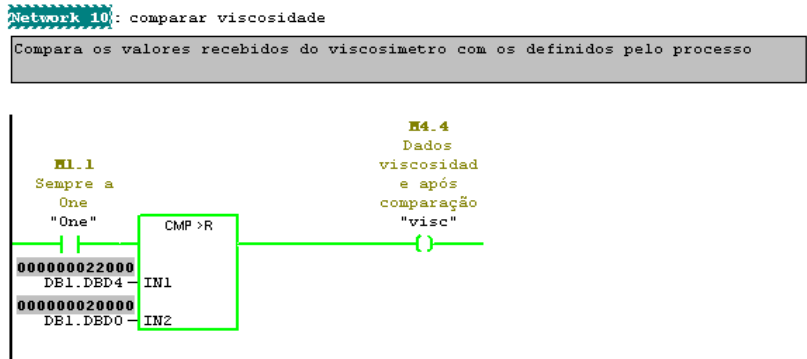 Network 10: comparar viscosidade
Compara os valores recebidos do viscosimetro com os definidos pelo processo
M4.4
Dados
viscosidad
e após
comparação
"visc"
M1.1
Sempre a
One
"One"
CMP >R
000000022000
DB1.DBD4
IN1
000000020000
DB1.DBD0
IN2